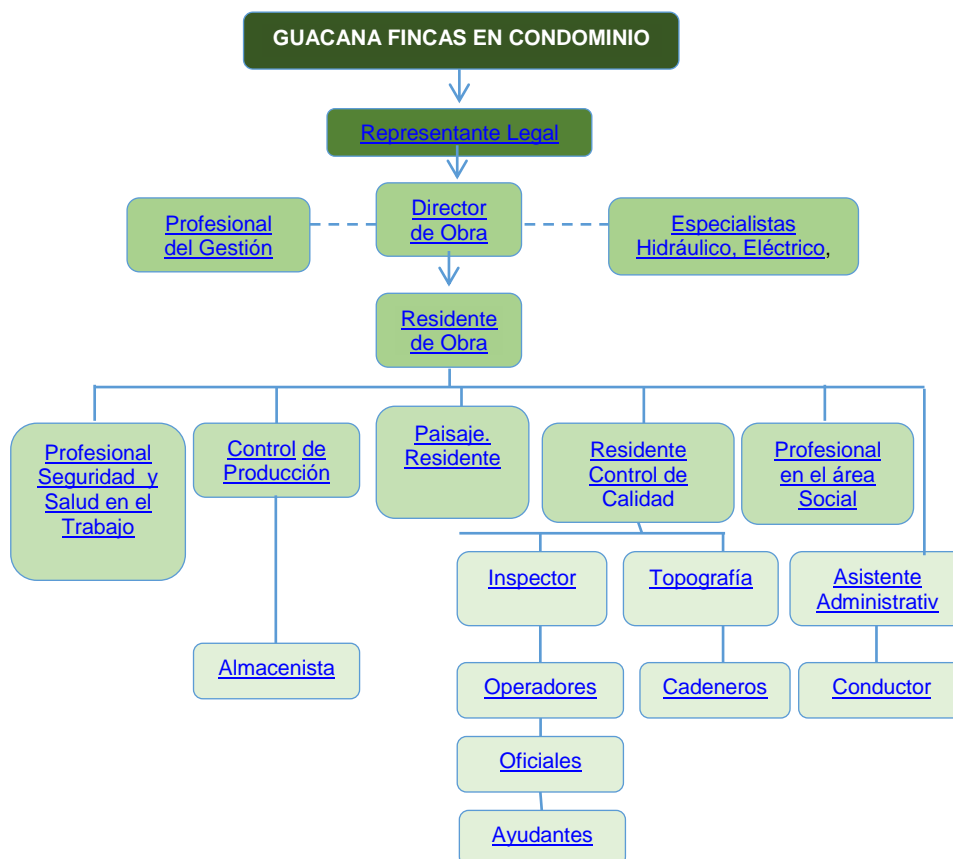 GUACANA FINCAS EN CONDOMINIO
Representante Legal
Profesional
del Gestión
Director
de Obra
Especialistas
Hidráulico, Eléctrico,
Residente
de Obra
Profesional
Seguridad y
Salud en el
Trabajo
Control de
Producción
Paisaje.
Residente
Residente
Control de
Calidad
Profesional
en el área
Social
Inspector
Topografía
Asistente
Administrativ
Almacenista
Operadores
Cadeneros
Conductor
Oficiales
Ayudantes